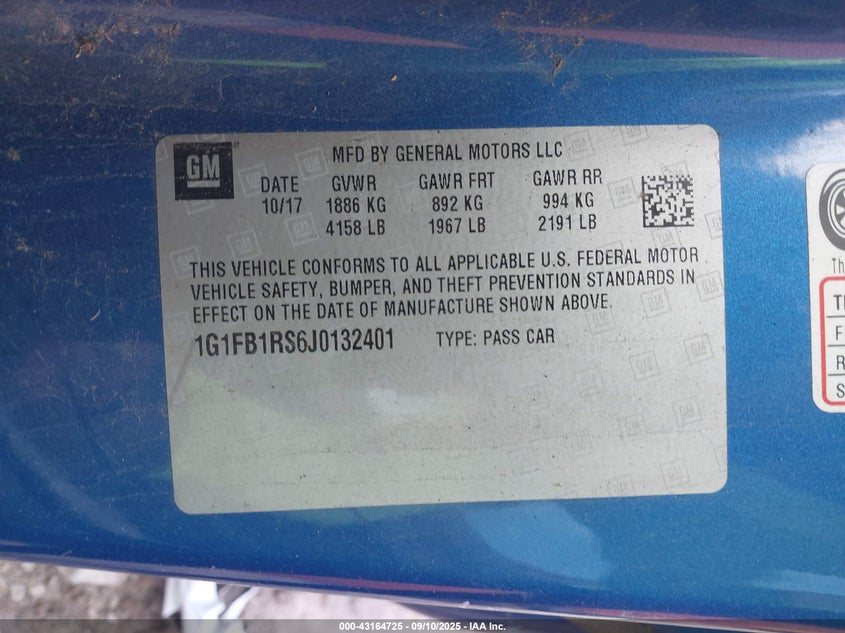 GM
MFD BY GENERAL MOTORS LLC
DATE GVWR GAWR FRT GAWR RR
10/17 1886 KG 892 KG 994 KG
4158 LB 1967 LB 2191 LB
THIS VEHICLE CONFORMS TO ALL APPLICABLE U.S. FEDERAL MOTOR
VEHICLE SAFETY, BUMPER, AND THEFT PREVENTION STANDARDS IN
EFFECT ON THE DATE OF MANUFACTURE SHOWN ABOVE.
1G1FB1RS6J0132401 TYPE: PASS CAR
Th
F
R
S
000-43164725 - 09/10/2025 - IAA Inc.